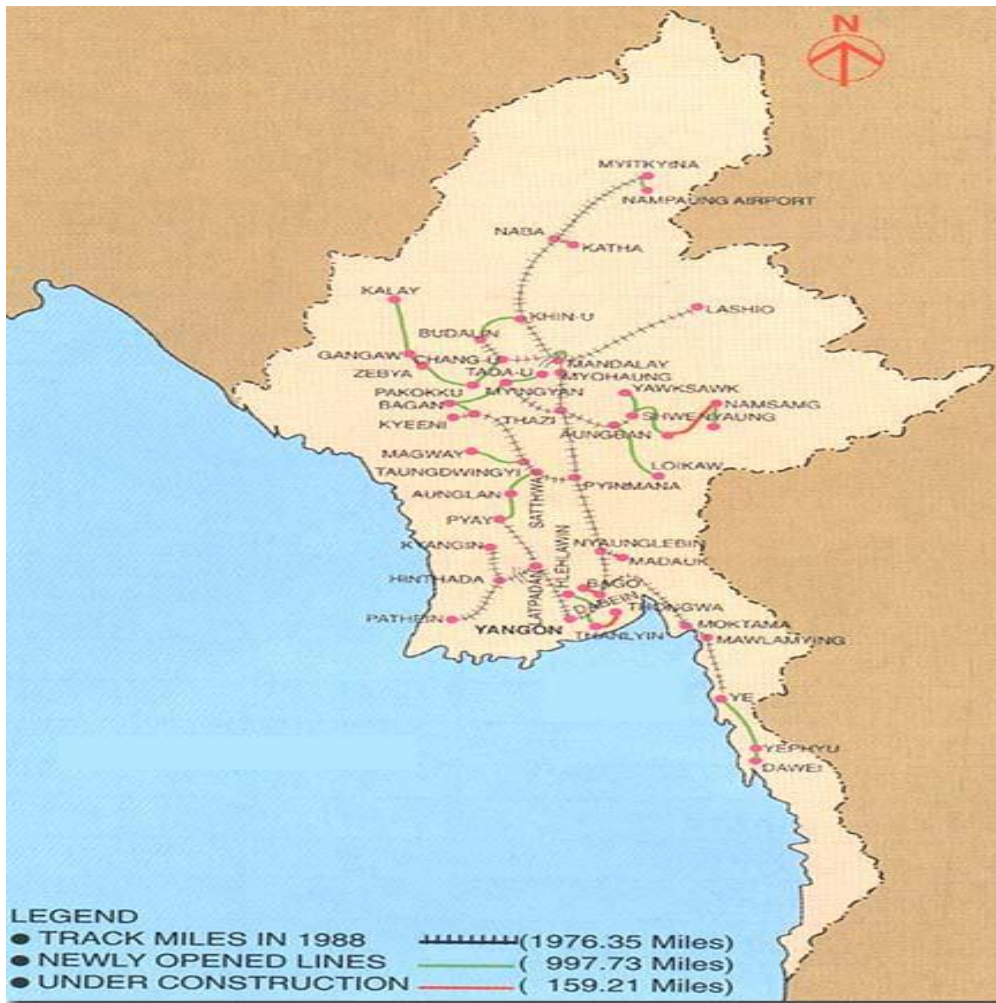 N
MYITKYINA
NAMPAUNG AIRPORT
NABA
KATHA
KALAY
LASHIO
KHIN-U
BUDALIN
GANGAW
CHANG-U
MANDALAY
ZEBYA
TADA-U
MYOHAUNG
PAKOKKU
MYINGYAN
YAWKSAWK
BAGAN
NAMSAMG
KYEENI
THAZI
SHWENYAUNG
AUNGBAN
MAGWAY
TAUNGDWINGYI
LOIKAW
PYINMANA
AUNGLAN
SATTHWA
PYAY
KYANGIN
NYAUNGLEBIN
MADAUK
HLEHLAWIN
HINTHADA
LATPADAN
BAGO
DABEIN
THONGWA
PATHEIN
YANGON
THANLYIN
MOKTAMA
MAWLAMYING
YE
YEPHYU
DAWEI
LEGEND
TRACK MILES IN 1988 (1976.35 Miles)
NEWLY OPENED LINES ( 997.73 Miles)
UNDER CONSTRUCTION ( 159.21 Miles)